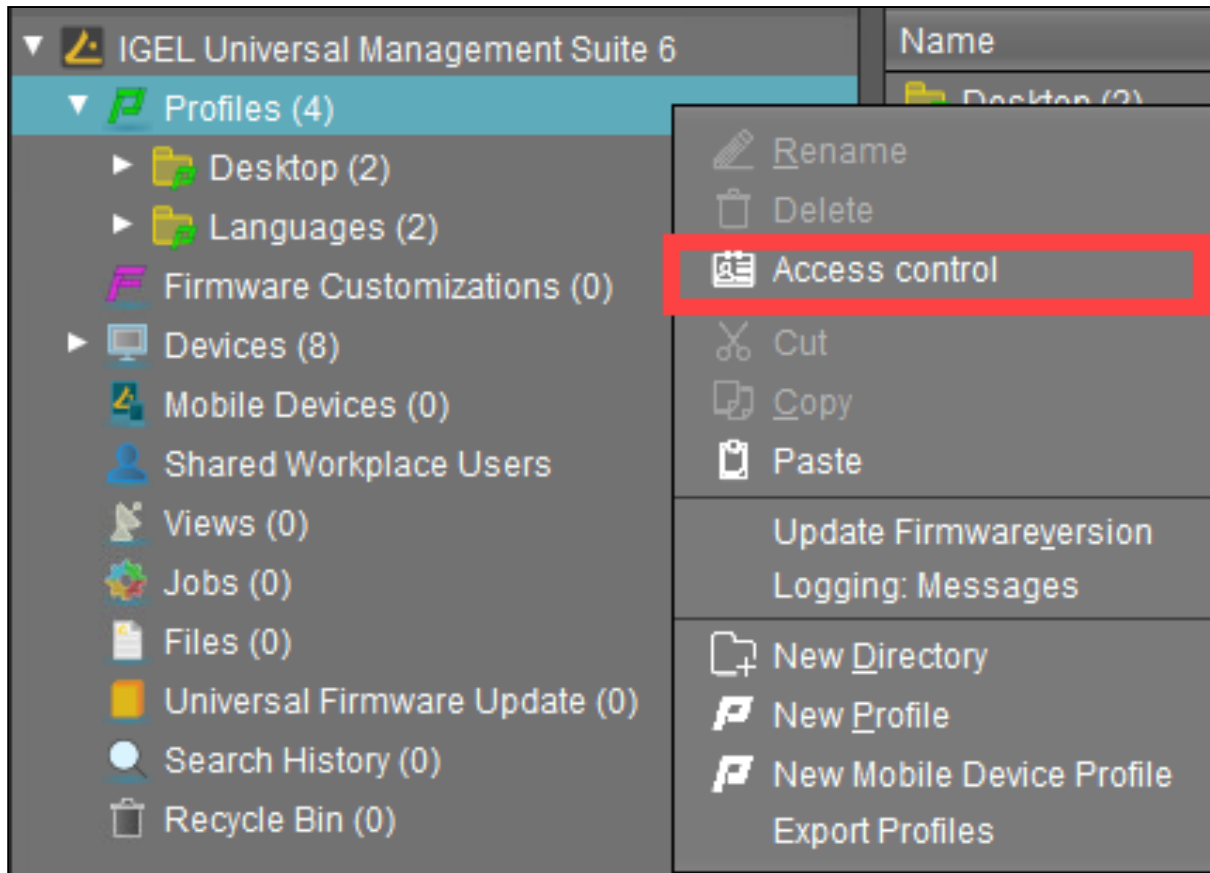 IGEL Universal Management Suite 6
Profiles (4)
Desktop (2)
Languages (2)
Firmware Customizations (0)
Devices (8)
Mobile Devices (0)
Shared Workplace Users
Views (0)
Jobs (0)
Files (0)
Universal Firmware Update (0)
Search History (0)
Recycle Bin (0)
Name
Desktop (2)
Rename
Delete
Access control
Cut
Copy
Paste
Update Firmwareversion
Logging: Messages
New Directory
New Profile
New Mobile Device Profile
Export Profiles